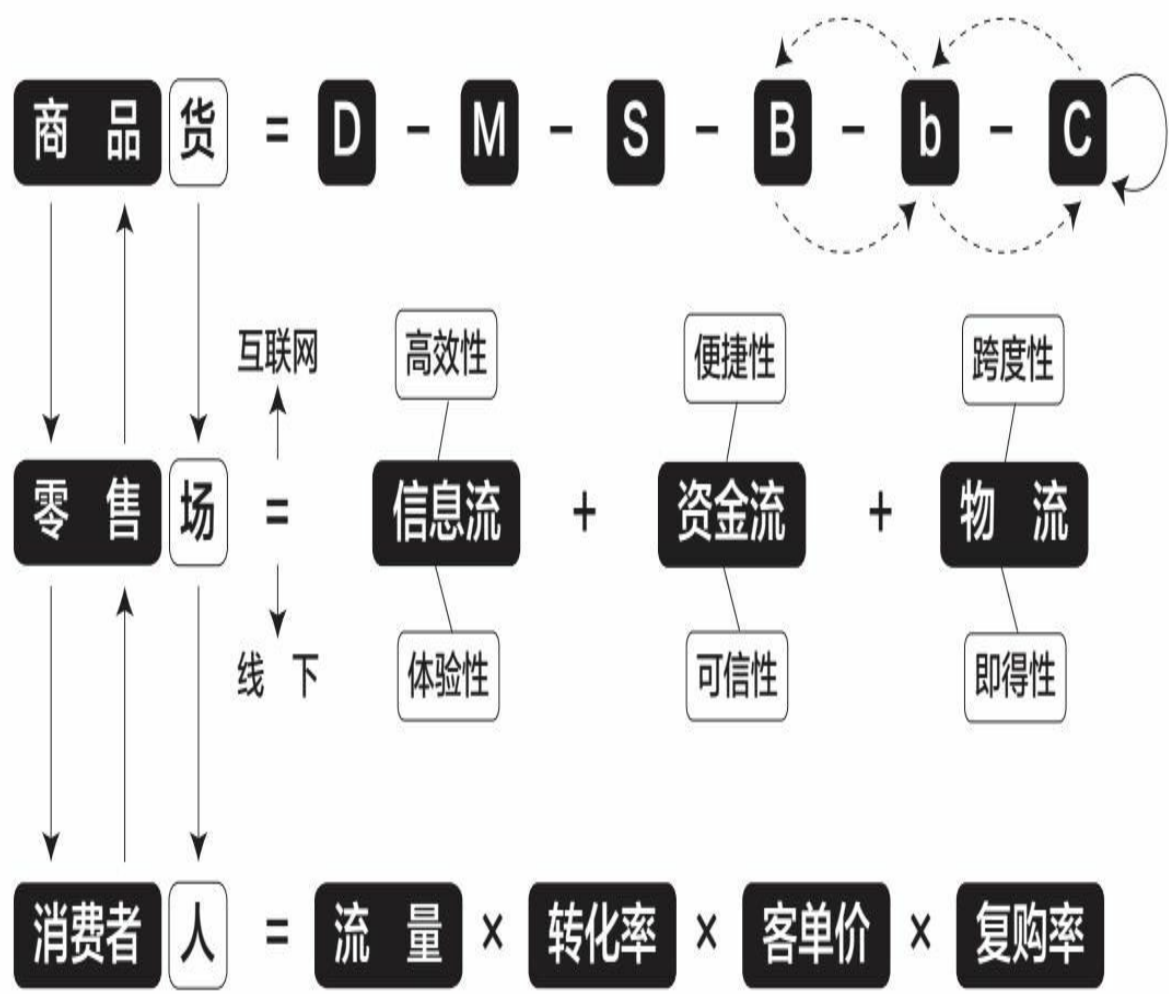 商品 货 = D - M - S - B - b - C
互联网 高效性 便捷性 跨度性
零售 场 = 信息流 + 资金流 + 物流
线下 体验性 可信性 即得性
消费者 人 = 流量 × 转化率 × 客单价 × 复购率